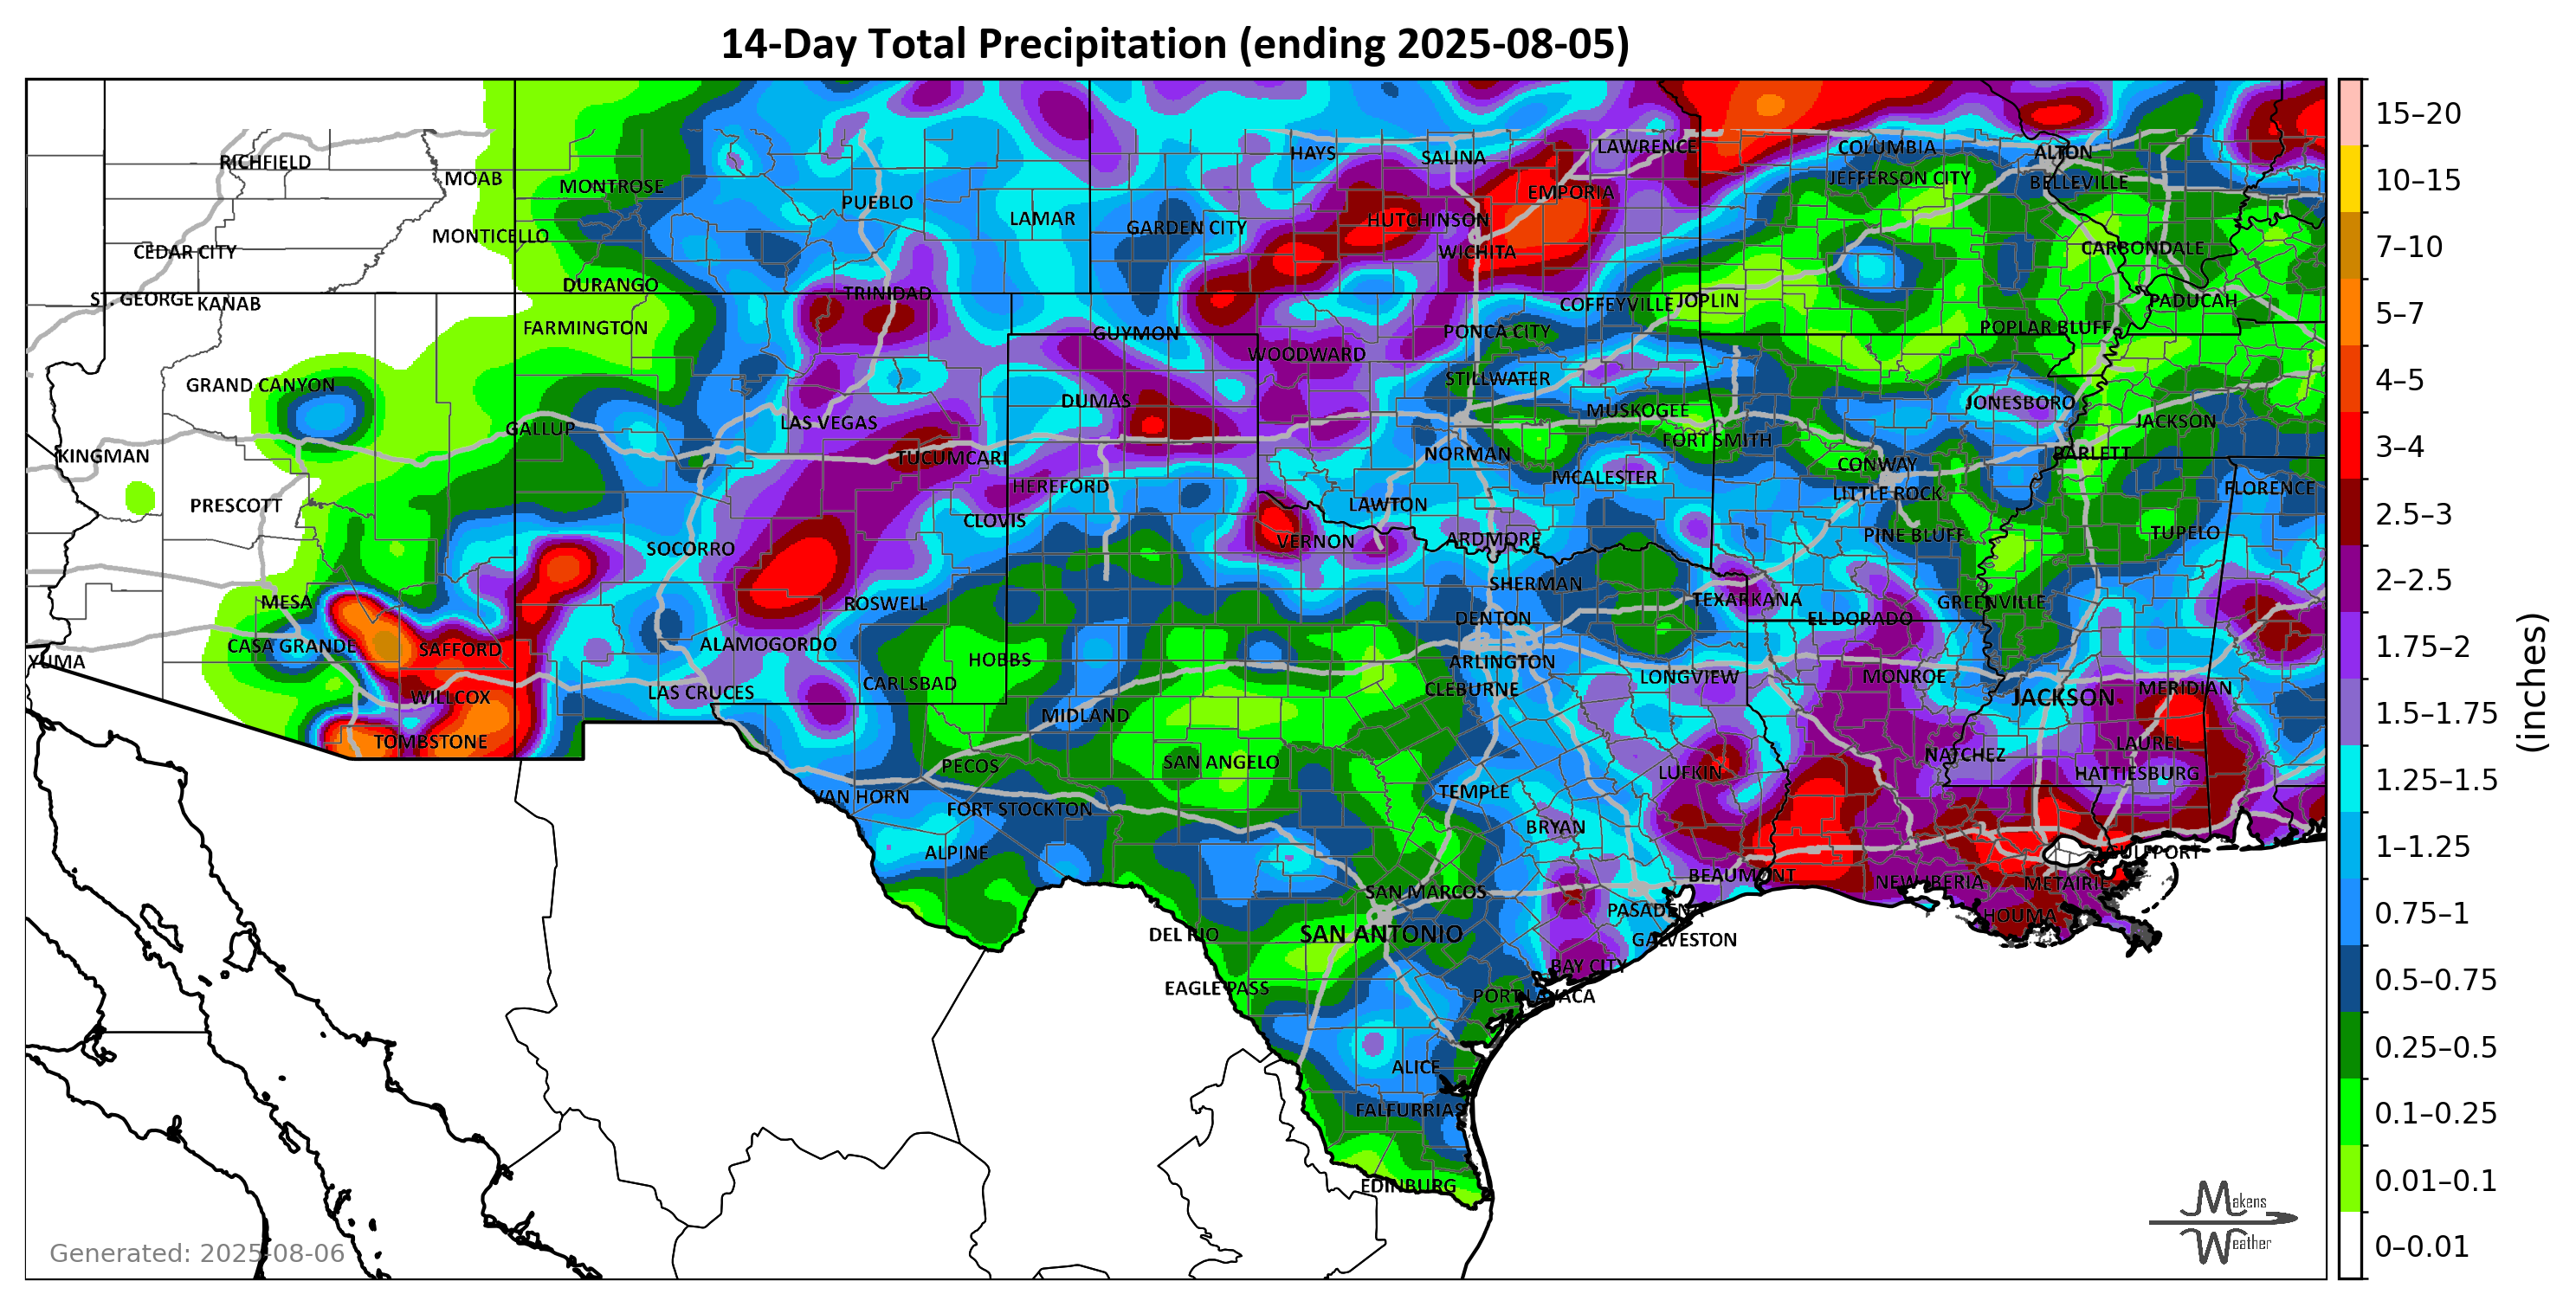 14-Day Total Precipitation (ending 2025-08-05)
RICHFIELD
MOAB
MONTROSE
PUEBLO
LAMAR
HAYS
SALINA
LAWRENCE
COLUMBIA
ALTON
EMPORIA
JEFFERSON CITY
BELLEVILLE
MONTICELLO
GARDEN CITY
HUTCHINSON
CEDAR CITY
WICHITA
CARBONDALE
DURANGO
TRINIDAD
ST. GEORGE
KANAB
COFFEYVILLE
JOPLIN
PADUCAH
FARMINGTON
GUYMON
PONCA CITY
POPLAR BLUFF
WOODWARD
GRAND CANYON
STILLWATER
DUMAS
MUSKOGEE
JONESBORO
GALLUP
LAS VEGAS
FORT SMITH
JACKSON
KINGMAN
TUCUMCARI
NORMAN
CONWAY
BARLETT
HEREFORD
MCALESTER
PRESCOTT
LAWTON
LITTLE ROCK
FLORENCE
CLOVIS
SOCORRO
VERNON
ARDMORE
PINE BLUFF
TUPELO
SHERMAN
MESA
ROSWELL
TEXARKANA
GREENVILLE
CASA GRANDE
SAFFORD
ALAMOGORDO
DENTON
EL DORADO
YUMA
HOBBS
ARLINGTON
WILLCOX
LAS CRUCES
CARLSBAD
CLEBURNE
LONGVIEW
MONROE
JACKSON
MERIDIAN
MIDLAND
TOMBSTONE
PECOS
SAN ANGELO
LUFKIN
NATCHEZ
LAUREL
VAN HORN
FORT STOCKTON
TEMPLE
HATTIESBURG
BRYAN
ALPINE
GULFPORT
SAN MARCOS
BEAUMONT
NEW IBERIA
METAIRIE
PASADENA
HOUMA
DEL RIO
SAN ANTONIO
GALVESTON
BAY CITY
EAGLE PASS
PORT LAVACA
ALICE
FALFURRIAS
EDINBURG
15–20
10–15
7–10
5–7
4–5
3–4
2.5–3
2–2.5
1.75–2
1.5–1.75
1.25–1.5
1–1.25
0.75–1
0.5–0.75
0.25–0.5
0.1–0.25
0.01–0.1
0–0.01
(inches)
Generated: 2025-08-06
Makens
Weather